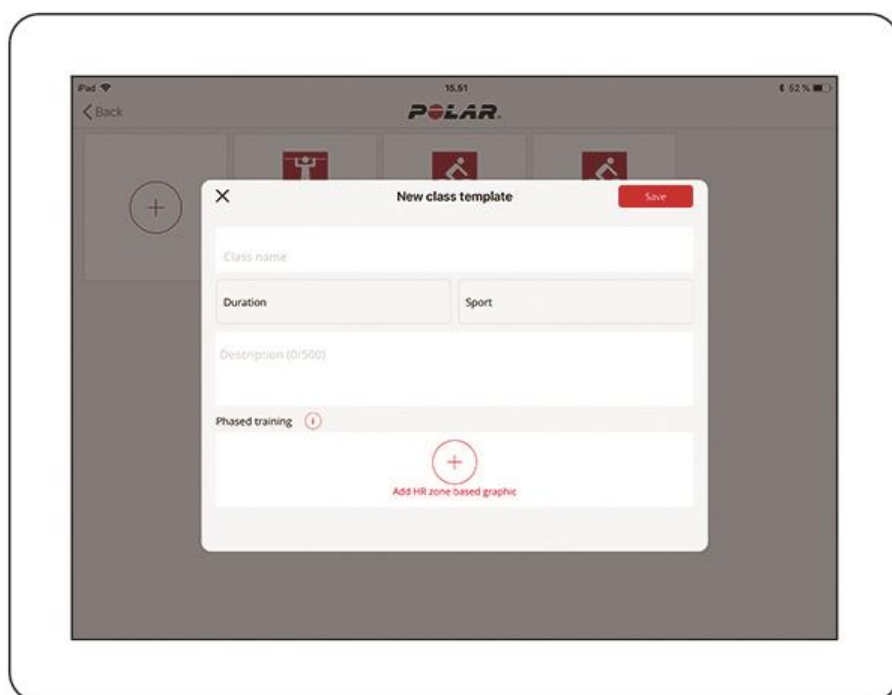 iPad 15.51 52 %
Back POLAR.
New class template Save
Class name
Duration Sport
Description (0/500)
Phased training i
Add HR zone based graphic